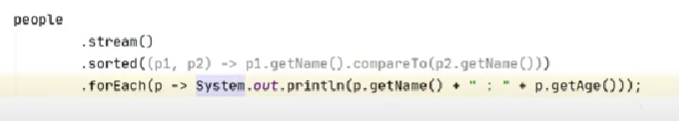 people
.stream()
.sorted((p1, p2) -> p1.getName().compareTo(p2.getName()))
.forEach(p -> System.out.println(p.getName() + " : " + p.getAge()));